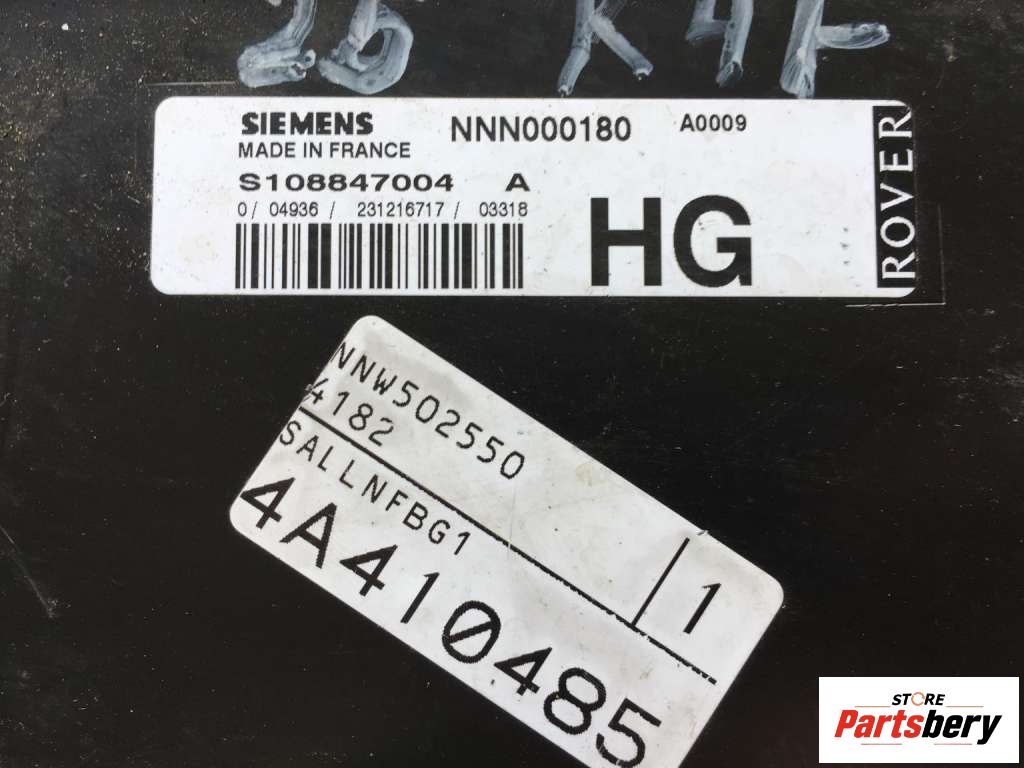 SIEMENS NNN000180 A0009
MADE IN FRANCE
S108847004 A
0/ 04936 / 231216717 / 03318
HG
ROVER
NNW502550
4182
SALLNFBG1
1
4A410485
STORE
Partsbery